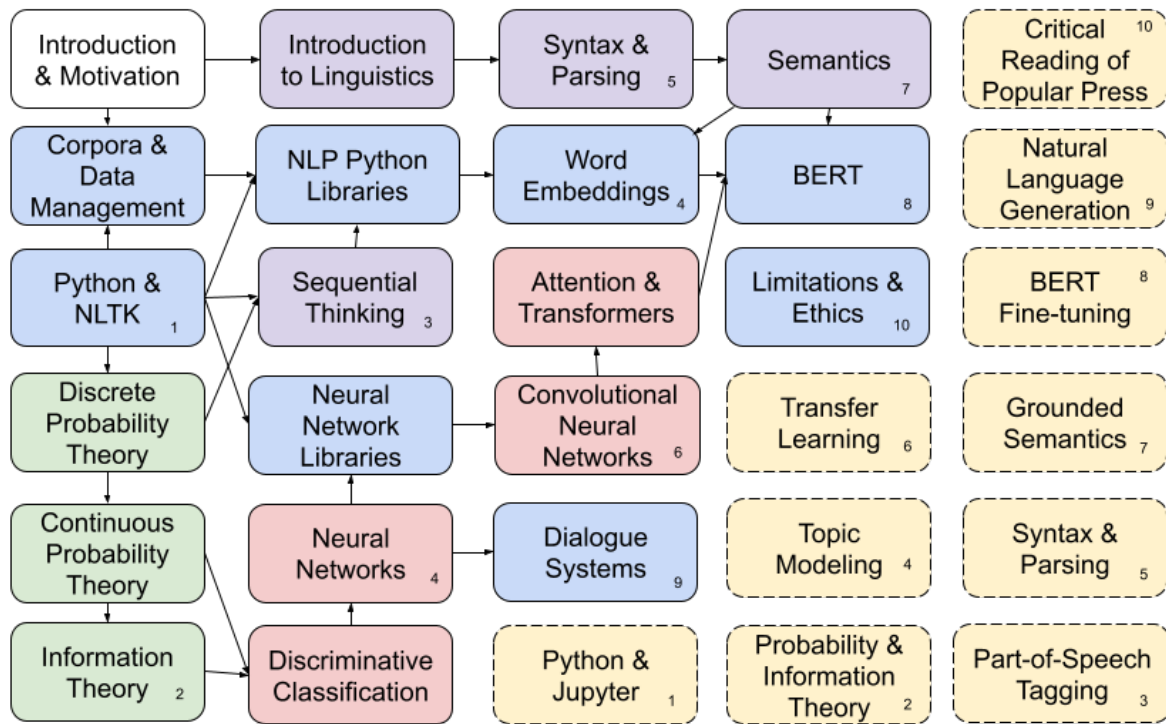 Introduction
& Motivation
Introduction
to Linguistics
Syntax &
Parsing 5
Semantics
7
Critical 10
Reading of
Popular Press
Corpora &
Data
Management
NLP Python
Libraries
Word
Embeddings
4
BERT
8
Natural
Language
Generation 9
Python &
NLTK 1
Sequential
Thinking 3
Attention &
Transformers
Limitations &
Ethics 10
8
BERT
Fine-tuning
Discrete
Probability
Theory
Neural
Network
Libraries
Convolutional
Neural
Networks 6
Transfer
Learning 6
Grounded
Semantics
7
Continuous
Probability
Theory
Neural
Networks 4
Dialogue
Systems 9
Topic
Modeling 4
Syntax &
Parsing 5
Information
Theory 2
Discriminative
Classification
Python &
Jupyter 1
Probability &
Information
Theory 2
Part-of-Speech
Tagging 3